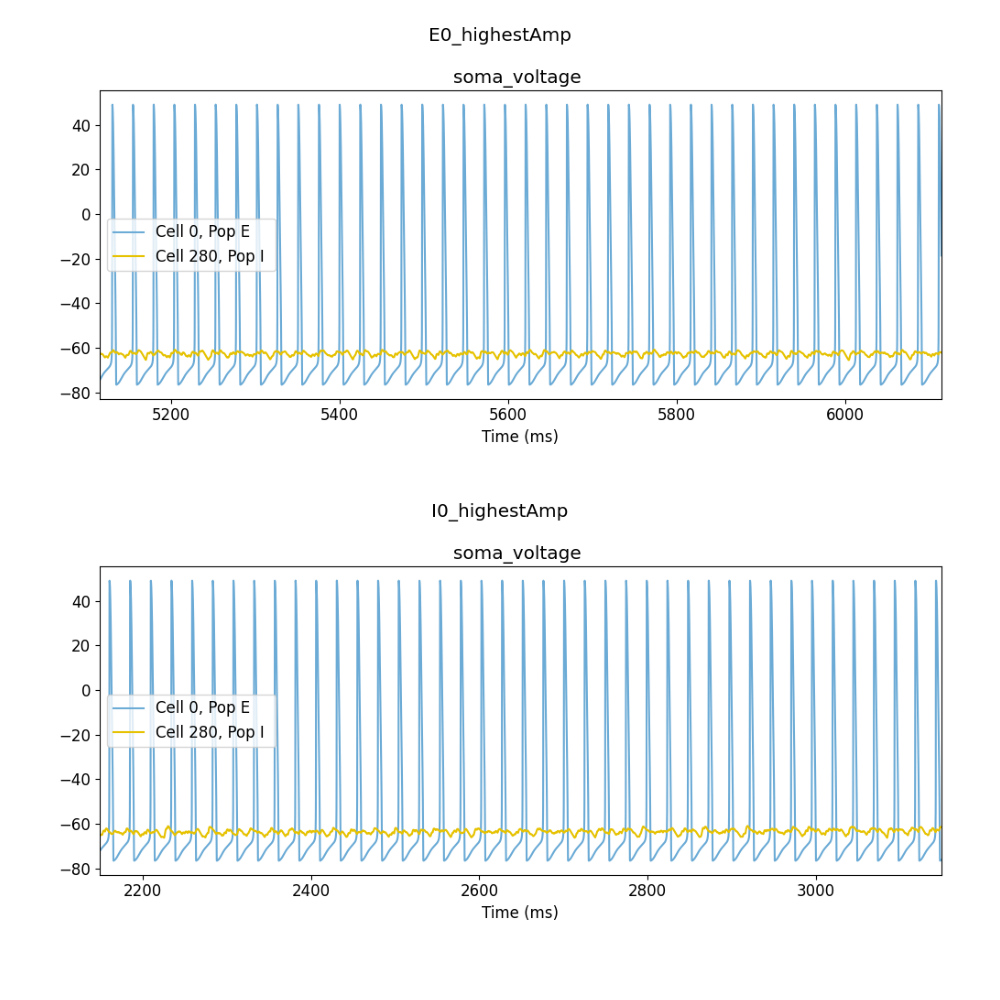 E0_highestAmp
soma_voltage
40
20
0
−20
−40
−60
−80
Cell 0, Pop E
Cell 280, Pop I
5200 5400 5600 5800 6000
Time (ms)
I0_highestAmp
soma_voltage
40
20
0
−20
−40
−60
−80
Cell 0, Pop E
Cell 280, Pop I
2200 2400 2600 2800 3000
Time (ms)